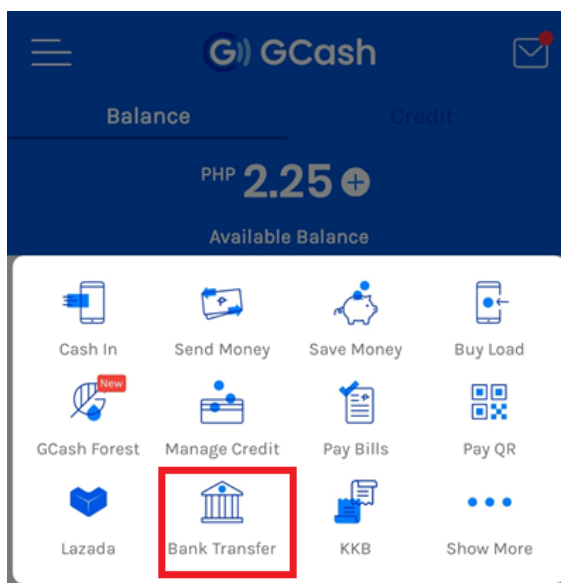 GCash
Balance Credit
PHP 2.25
Available Balance
Cash In Send Money Save Money Buy Load
New
GCash Forest Manage Credit Pay Bills Pay QR
Lazada Bank Transfer KKB Show More